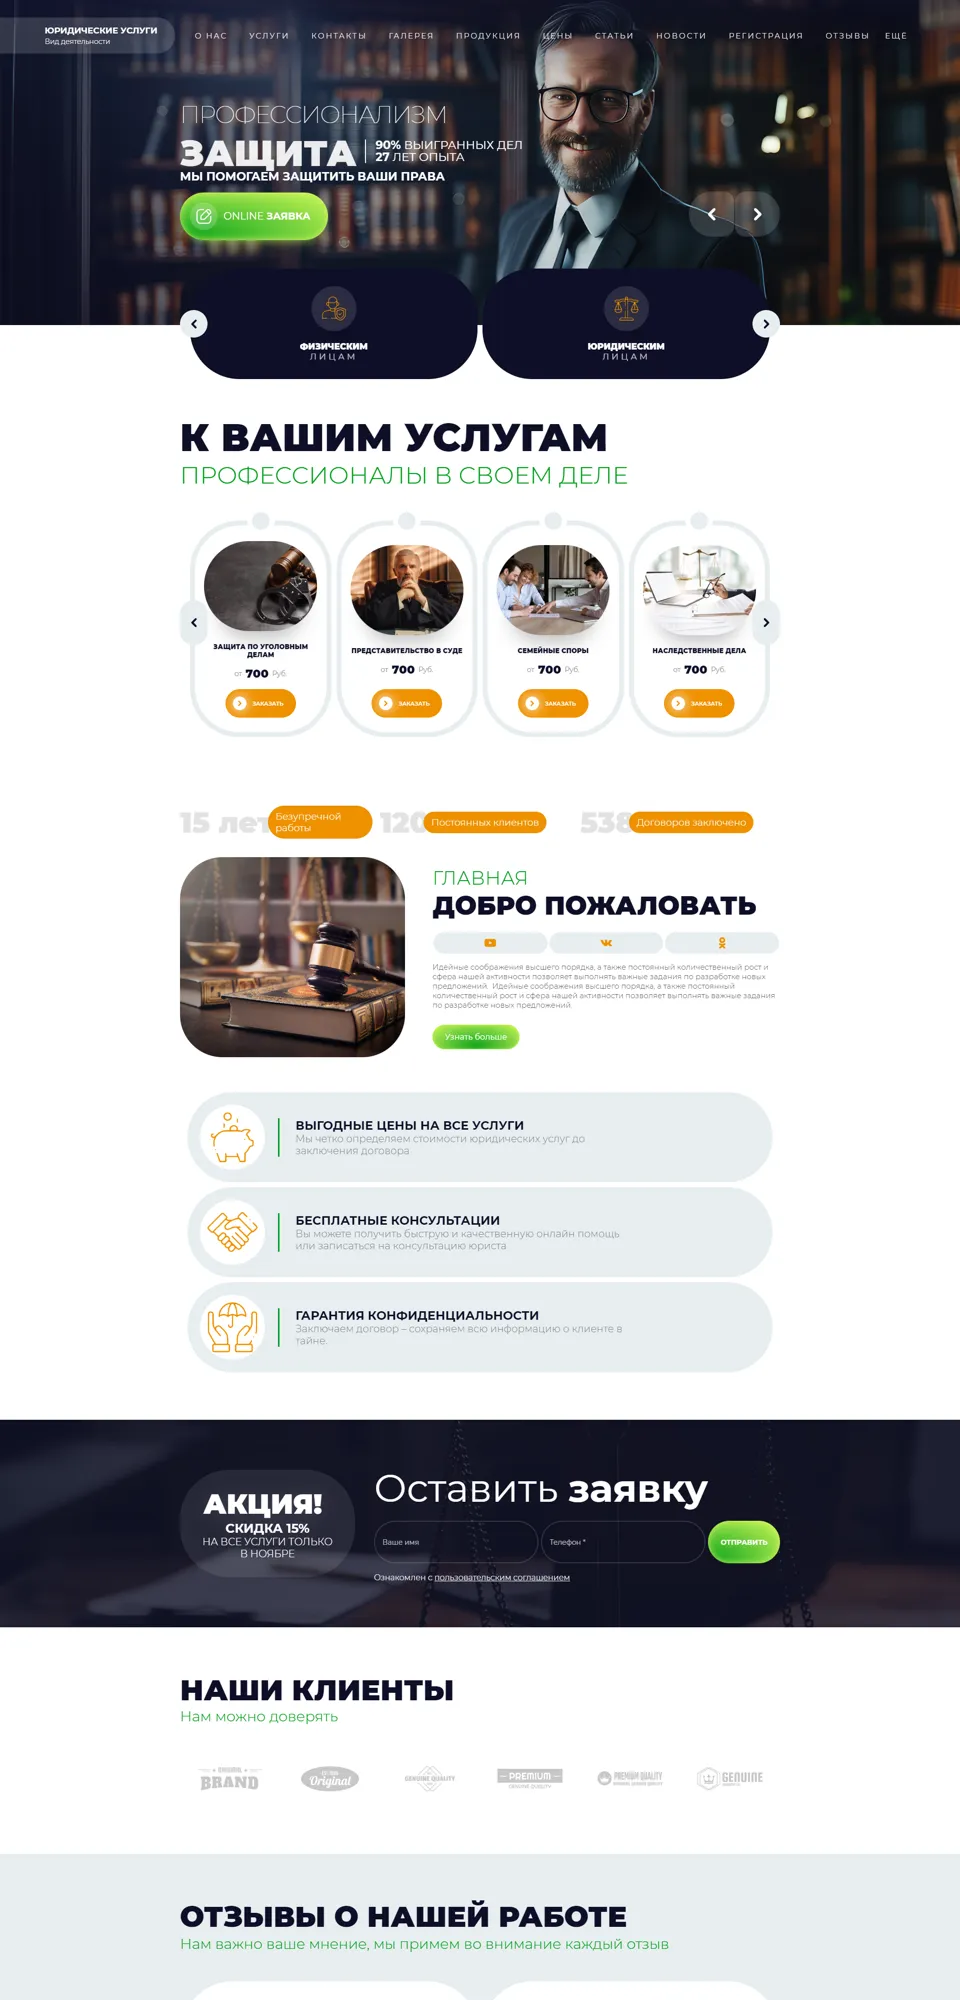 ЮРИДИЧЕСКИЕ УСЛУГИ
Вид деятельности
О НАС УСЛУГИ КОНТАКТЫ ГАЛЕРЕЯ ПРОДУКЦИЯ ЦЕНЫ СТАТЬИ НОВОСТИ РЕГИСТРАЦИЯ ОТЗЫВЫ ЕЩЕ
ПРОФЕССИОНАЛИЗМ
ЗАЩИТА
90% ВЫИГРАННЫХ ДЕЛ
27 ЛЕТ ОПЫТА
МЫ ПОМОГАЕМ ЗАЩИТИТЬ ВАШИ ПРАВА
ONLINE ЗАЯВКА
ФИЗИЧЕСКИМ
ЛИЦАМ
ЮРИДИЧЕСКИМ
ЛИЦАМ
К ВАШИМ УСЛУГАМ
ПРОФЕССИОНАЛЫ В СВОЕМ ДЕЛЕ
ЗАЩИТА ПО УГОЛОВНЫМ
ДЕЛАМ
от 700 Руб.
ЗАКАЗАТЬ
ПРЕДСТАВИТЕЛЬСТВО В СУДЕ
от 700 Руб.
ЗАКАЗАТЬ
СЕМЕЙНЫЕ СПОРЫ
от 700 Руб.
ЗАКАЗАТЬ
НАСЛЕДСТВЕННЫЕ ДЕЛА
от 700 Руб.
ЗАКАЗАТЬ
15 лет
Безупречной
работы
120
Постоянных клиентов
538
Договоров заключено
ГЛАВНАЯ
ДОБРО ПОЖАЛОВАТЬ
Идейные соображения высшего порядка, а также постоянный количественный рост и
сфера нашей активности позволяет выполнять важные задания по разработке новых
предложений. Идейные соображения высшего порядка, а также постоянный
количественный рост и сфера нашей активности позволяет выполнять важные задания
по разработке новых предложений.
Узнать больше
ВЫГОДНЫЕ ЦЕНЫ НА ВСЕ УСЛУГИ
Мы четко определяем стоимости юридических услуг до
заключения договора
БЕСПЛАТНЫЕ КОНСУЛЬТАЦИИ
Вы можете получить быструю и качественную онлайн помощь
или записаться на консультацию юриста
ГАРАНТИЯ КОНФИДЕНЦИАЛЬНОСТИ
Заключаем договор – сохраняем всю информацию о клиенте в
тайне.
АКЦИЯ!
СКИДКА 15%
НА ВСЕ УСЛУГИ ТОЛЬКО
В НОЯБРЕ
Оставить заявку
Ваше имя
Телефон *
ОТПРАВИТЬ
Ознакомлен с пользовательским соглашением
НАШИ КЛИЕНТЫ
Нам можно доверять
BRAND
Original
GENUINE QUALITY
PREMIUM
GENUINE QUALITY
PREMIUM QUALITY
GENUINE
ОТЗЫВЫ О НАШЕЙ РАБОТЕ
Нам важно ваше мнение, мы примем во внимание каждый отзыв